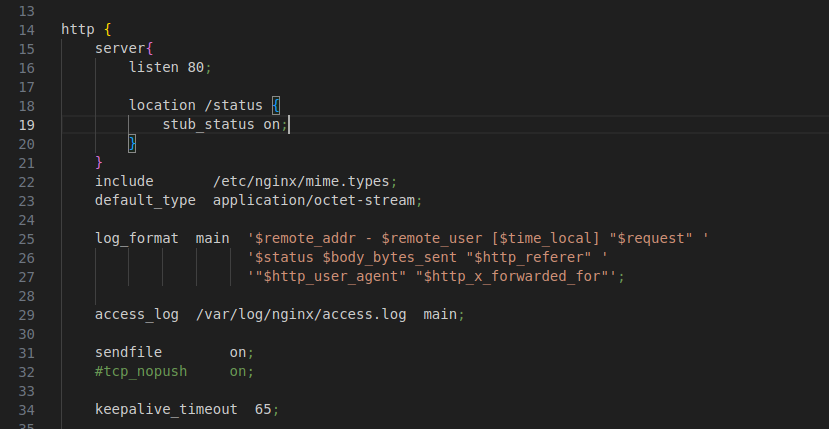 13
14 http {
15     server{
16         listen 80;
17
18         location /status {
19             stub_status on;
20         }
21     }
22     include       /etc/nginx/mime.types;
23     default_type  application/octet-stream;
24
25     log_format  main  '$remote_addr - $remote_user [$time_local] "$request" '
26                       '$status $body_bytes_sent "$http_referer" '
27                       '"$http_user_agent" "$http_x_forwarded_for"';
28
29     access_log  /var/log/nginx/access.log  main;
30
31     sendfile        on;
32     #tcp_nopush     on;
33
34     keepalive_timeout  65;
35